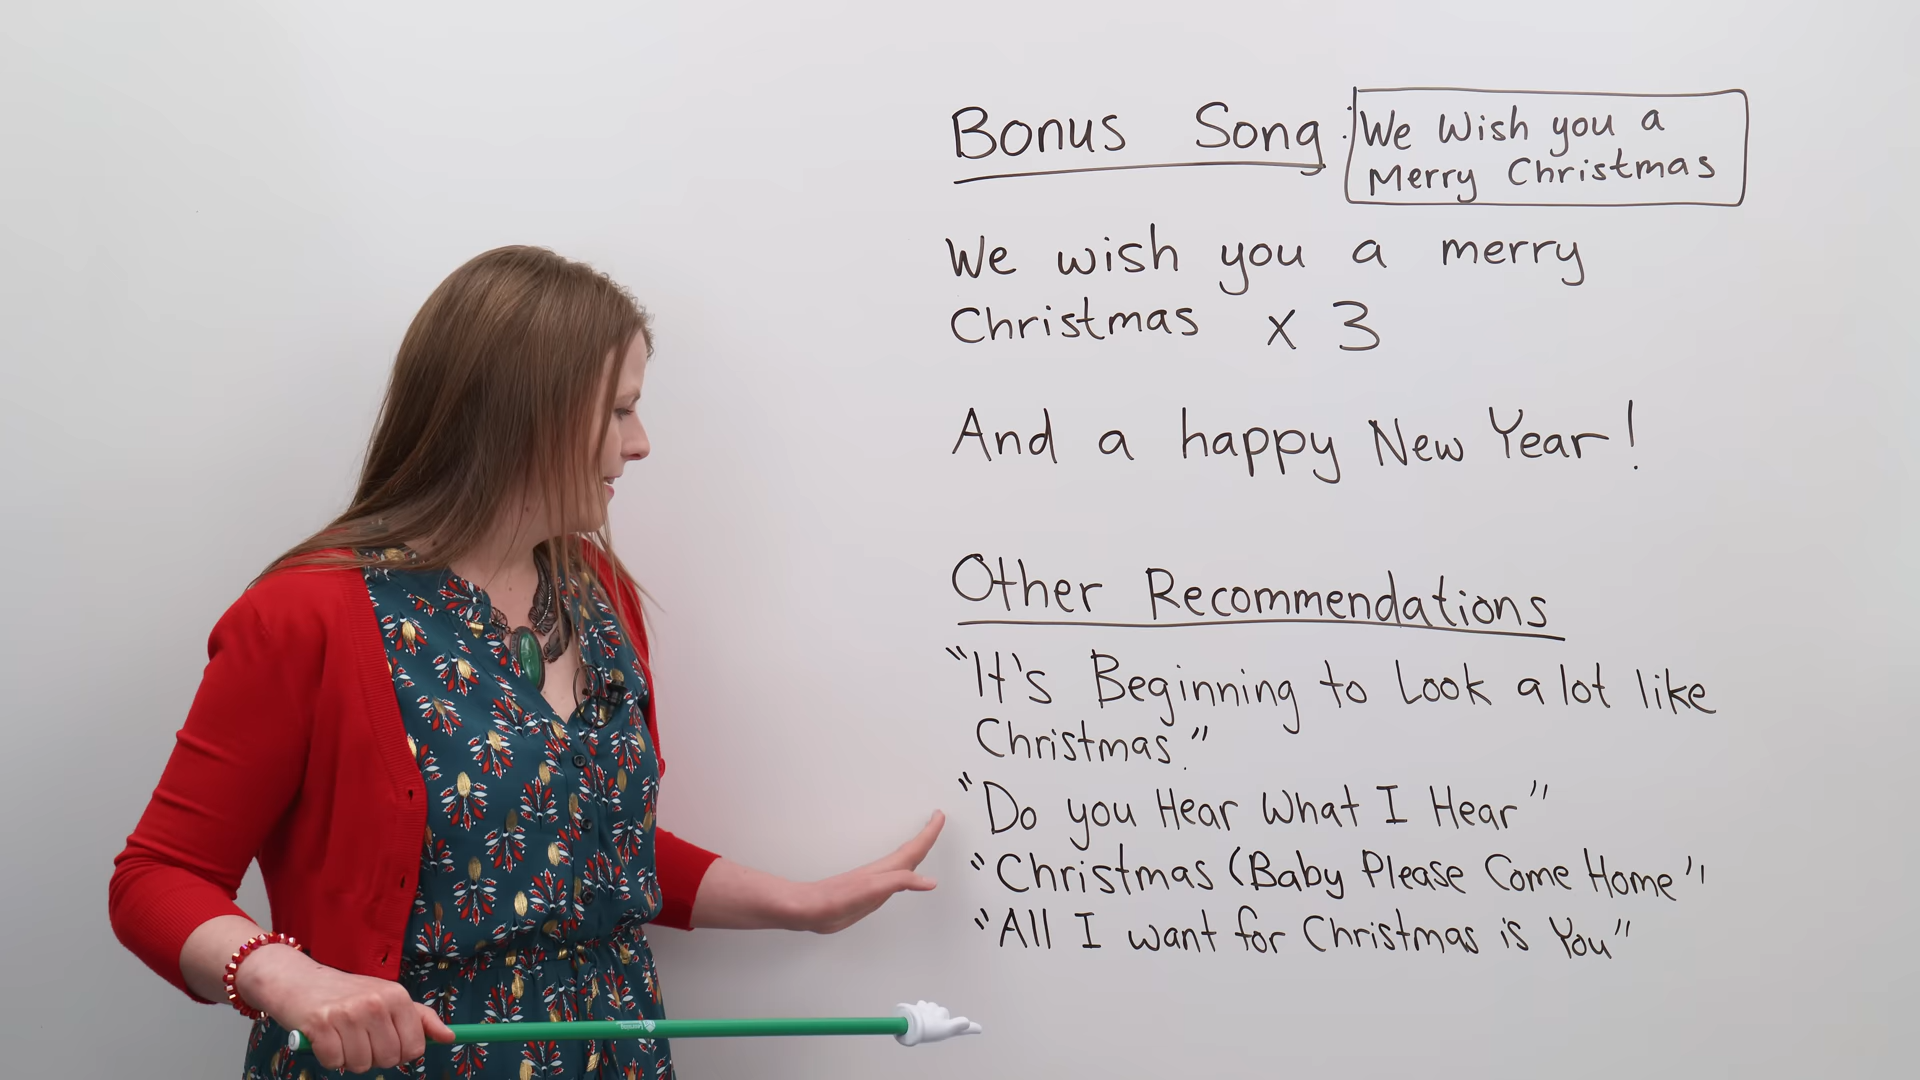 Bonus Song : We Wish you a
Merry Christmas
We wish you a merry
Christmas x 3
And a happy New Year!
Other Recommendations
"It's Beginning to Look a lot like
Christmas."
"Do you Hear What I Hear"
"Christmas (Baby Please Come Home"
"All I want for Christmas is You"